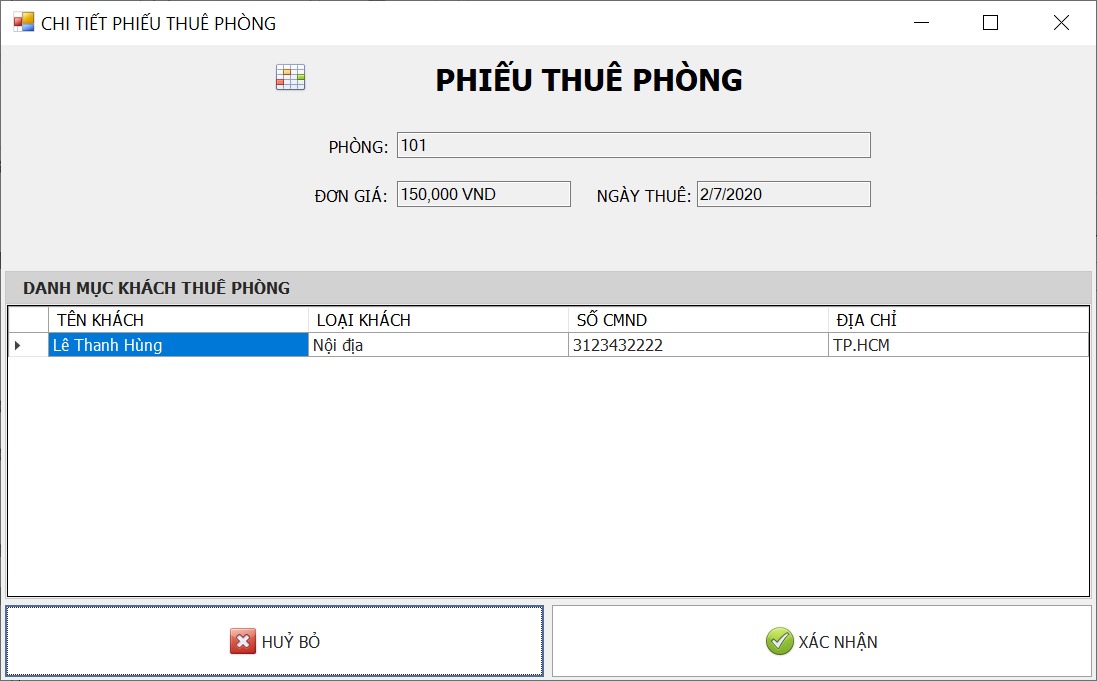 CHI TIẾT PHIẾU THUÊ PHÒNG
PHIẾU THUÊ PHÒNG
PHÒNG: 101
ĐƠN GIÁ: 150,000 VND NGÀY THUÊ: 2/7/2020
DANH MỤC KHÁCH THUÊ PHÒNG
TÊN KHÁCH LOẠI KHÁCH SỐ CMND ĐỊA CHỈ
Lê Thanh Hùng Nội địa 3123432222 TP.HCM
HUỶ BỎ XÁC NHẬN